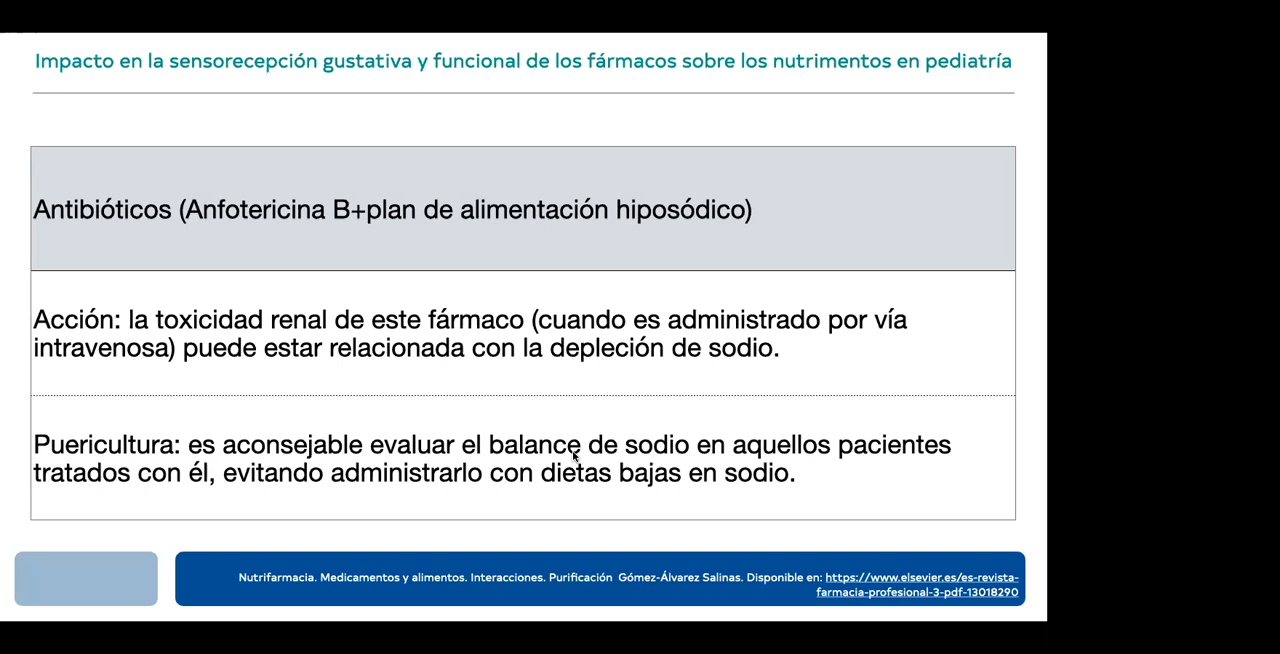 Impacto en la sensorecepción gustativa y funcional de los fármacos sobre los nutrimentos en pediatría
Antibióticos (Anfotericina B+plan de alimentación hiposódico)
Acción: la toxicidad renal de este fármaco (cuando es administrado por vía
intravenosa) puede estar relacionada con la depleción de sodio.
Puericultura: es aconsejable evaluar el balance de sodio en aquellos pacientes
tratados con él, evitando administrarlo con dietas bajas en sodio.
Nutrifarmacia. Medicamentos y alimentos. Interacciones. Purificación  Gómez-Álvarez Salinas. Disponible en: https://www.elsevier.es/es-revista-
farmacia-profesional-3-pdf-13018290